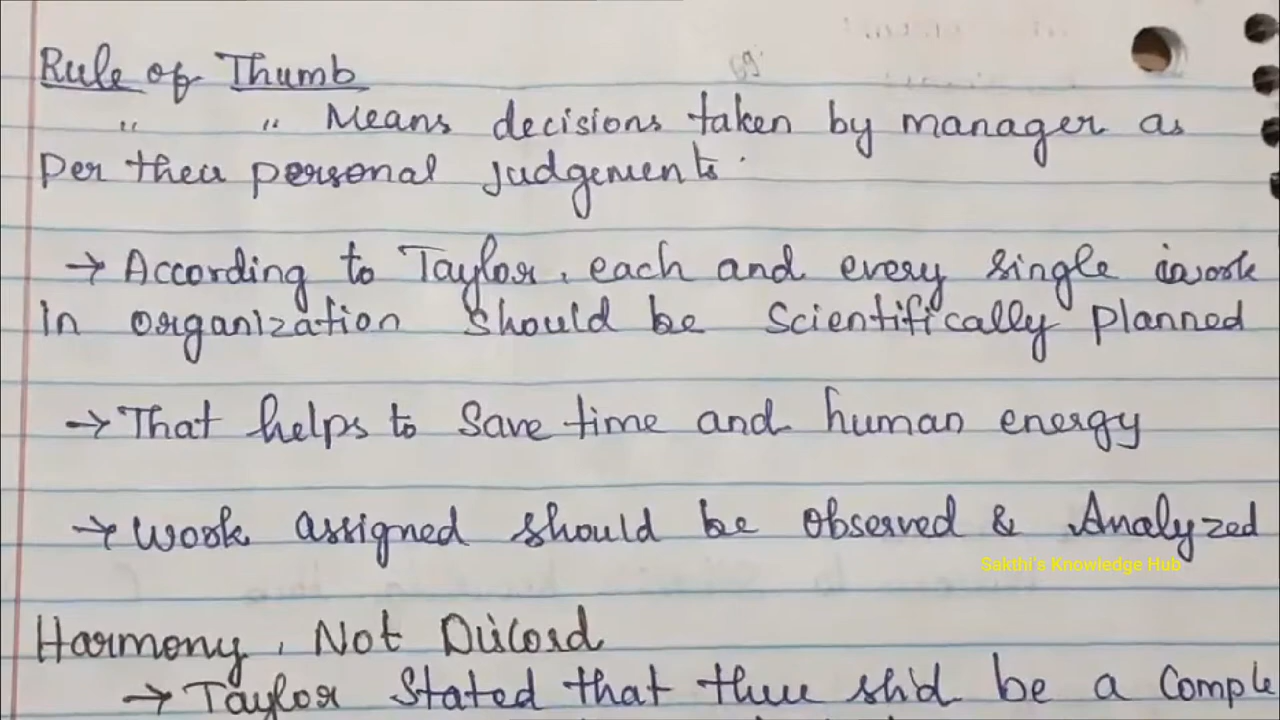 Rule of Thumb
" " Means decisions taken by manager as
Per their personal Judgements.
→ According to Taylor, each and every single work
In organization should be Scientifically planned
→ That helps to Save time and human energy
→ Work assigned should be observed & Analyzed
Sakthi's Knowledge Hub
Harmony, Not Discord
→ Taylor Stated that there sh'd be a Comple